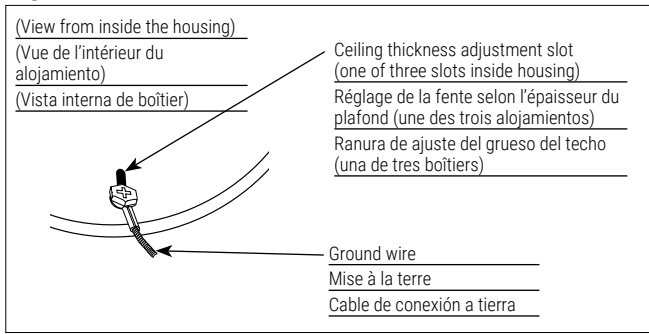 (View from inside the housing)
(Vue de l'intérieur du
alojamiento)
(Vista interna de boîtier)
Ceiling thickness adjustment slot
(one of three slots inside housing)
Réglage de la fente selon l'épaisseur du
plafond (une des trois alojamientos)
Ranura de ajuste del grueso del techo
(una de tres boîtiers)
Ground wire
Mise à la terre
Cable de conexión a tierra